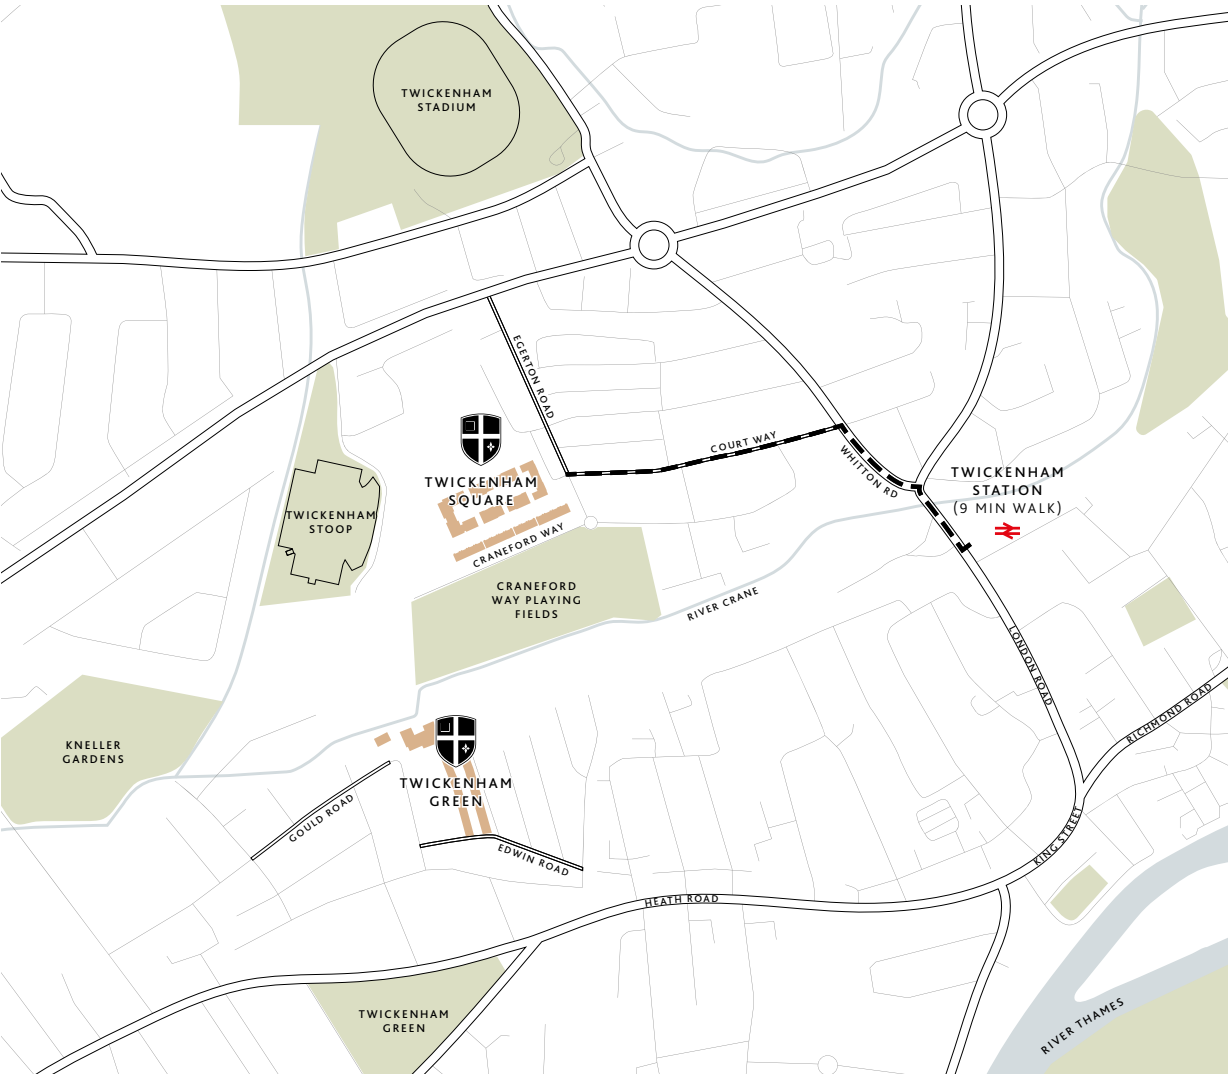 TWICKENHAM
STADIUM
EGERTON ROAD
COURT WAY
WHITTON RD
TWICKENHAM
STATION
(9 MIN WALK)
TWICKENHAM
SQUARE
TWICKENHAM
STOOP
CRANEFORD WAY
CRANEFORD
WAY PLAYING
FIELDS
RIVER CRANE
LONDON ROAD
RICHMOND ROAD
KNELLER
GARDENS
TWICKENHAM
GREEN
GOULD ROAD
EDWIN ROAD
KING STREET
HEATH ROAD
TWICKENHAM
GREEN
RIVER THAMES